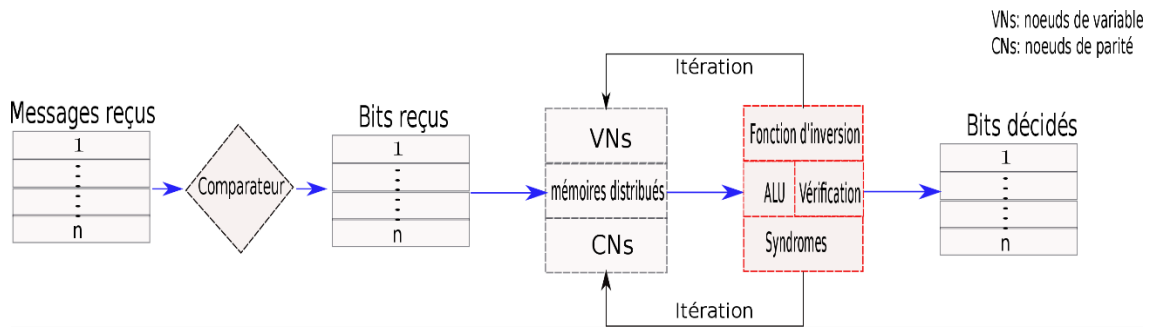 VNs: noeuds de variable
CNs: noeuds de parité
Itération
Messages reçus
1
n
Comparateur
Bits reçus
1
n
VNs
mémoires distribués
CNs
Fonction d'inversion
ALU
Vérification
Syndromes
Bits décidés
1
n
Itération